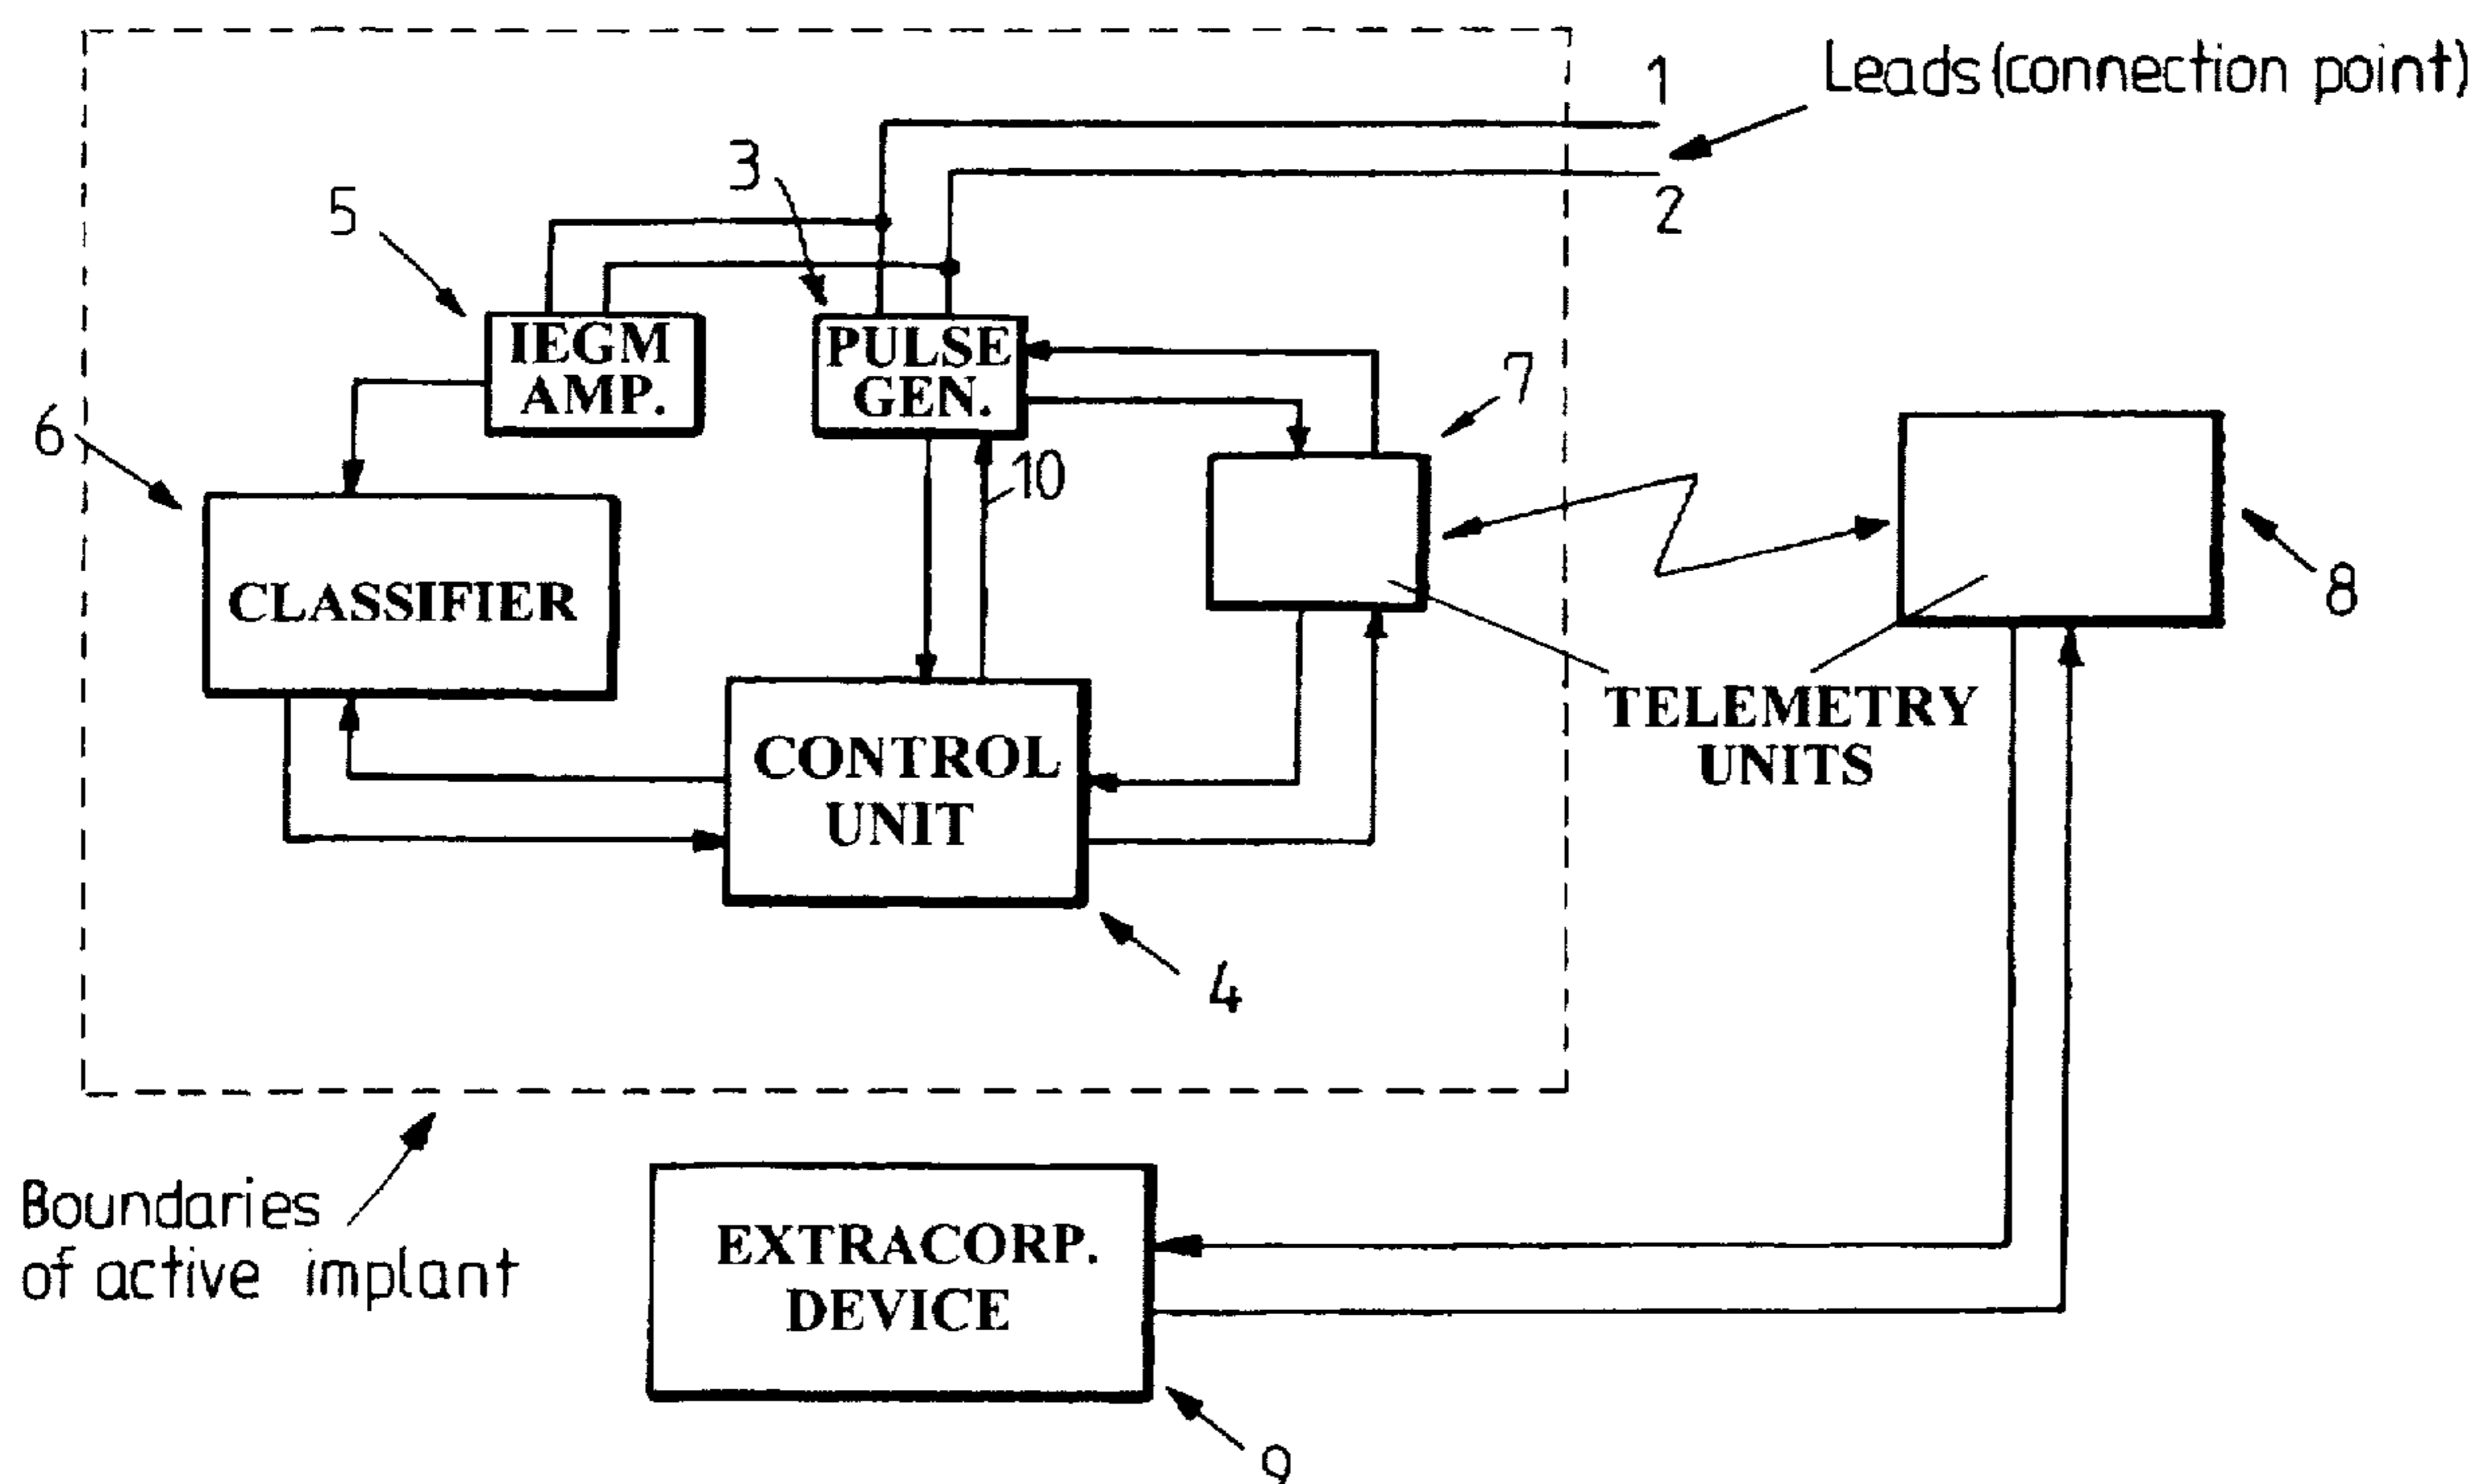 1
Leads (connection point)
2
3
5
IEGM
AMP.
PULSE
GEN.
7
6
10
8
CLASSIFIER
TELEMETRY
UNITS
CONTROL
UNIT
4
Boundaries
of active implant
EXTRACORP.
DEVICE
9